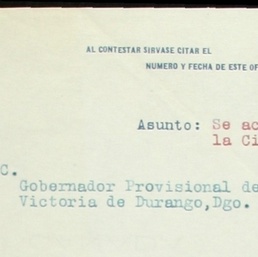 AL CONTESTAR SIRVASE CITAR EL
NUMERO Y FECHA DE ESTE OF
Asunto: Se ac
la Ci
C.
Gobernador Provisional de
Victoria de Durango,Dgo.